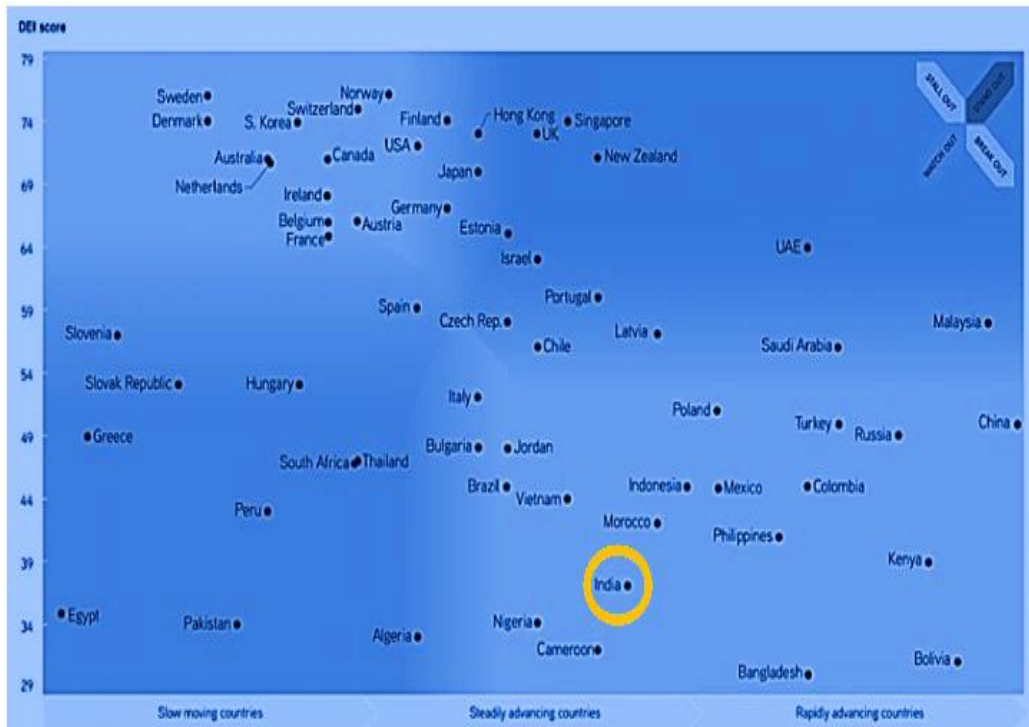 DEI score
79
STALL OUT
STAND OUT
WATCH OUT
BREAK OUT
Sweden
Norway
Switzerland
74
Denmark
S. Korea
Finland
Hong Kong
Singapore
UK
USA
Australia
Canada
New Zealand
Japan
69
Netherlands
Ireland
Germany
Belgium
Austria
Estonia
France
64
UAE
Israel
Portugal
59
Spain
Czech Rep.
Malaysia
Slovenia
Latvia
Chile
Saudi Arabia
54
Slovak Republic
Hungary
Italy
Poland
Turkey
China
49
Greece
Russia
Bulgaria
Jordan
South Africa
Thailand
Brazil
Indonesia
Mexico
Colombia
44
Vietnam
Peru
Morocco
Philippines
39
Kenya
India
Egypt
34
Pakistan
Nigeria
Algeria
Cameroon
Bolivia
Bangladesh
29
Slow moving countries
Steadily advancing countries
Rapidly advancing countries